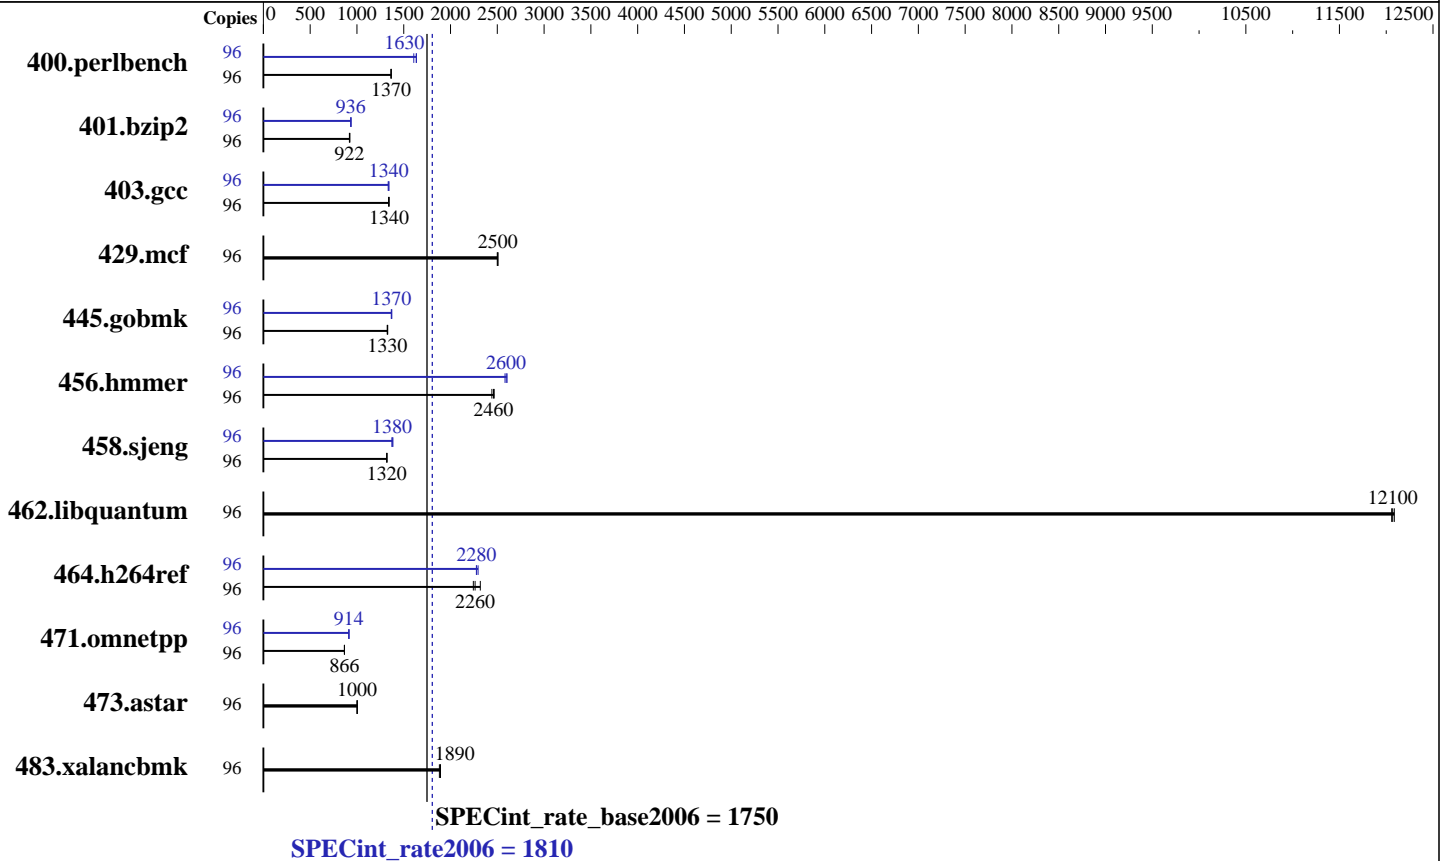 Copies 0 500 1000 1500 2000 2500 3000 3500 4000 4500 5000 5500 6000 6500 7000 7500 8000 8500 9000 9500 10500 11500 12500
400.perlbench 96 1630
96 1370
401.bzip2 96 936
96 922
403.gcc 96 1340
96 1340
429.mcf 96 2500
445.gobmk 96 1370
96 1330
456.hmmer 96 2600
96 2460
458.sjeng 96 1380
96 1320
462.libquantum 96 12100
464.h264ref 96 2280
96 2260
471.omnetpp 96 914
96 866
473.astar 96 1000
483.xalancbmk 96 1890
SPECint_rate_base2006 = 1750
SPECint_rate2006 = 1810